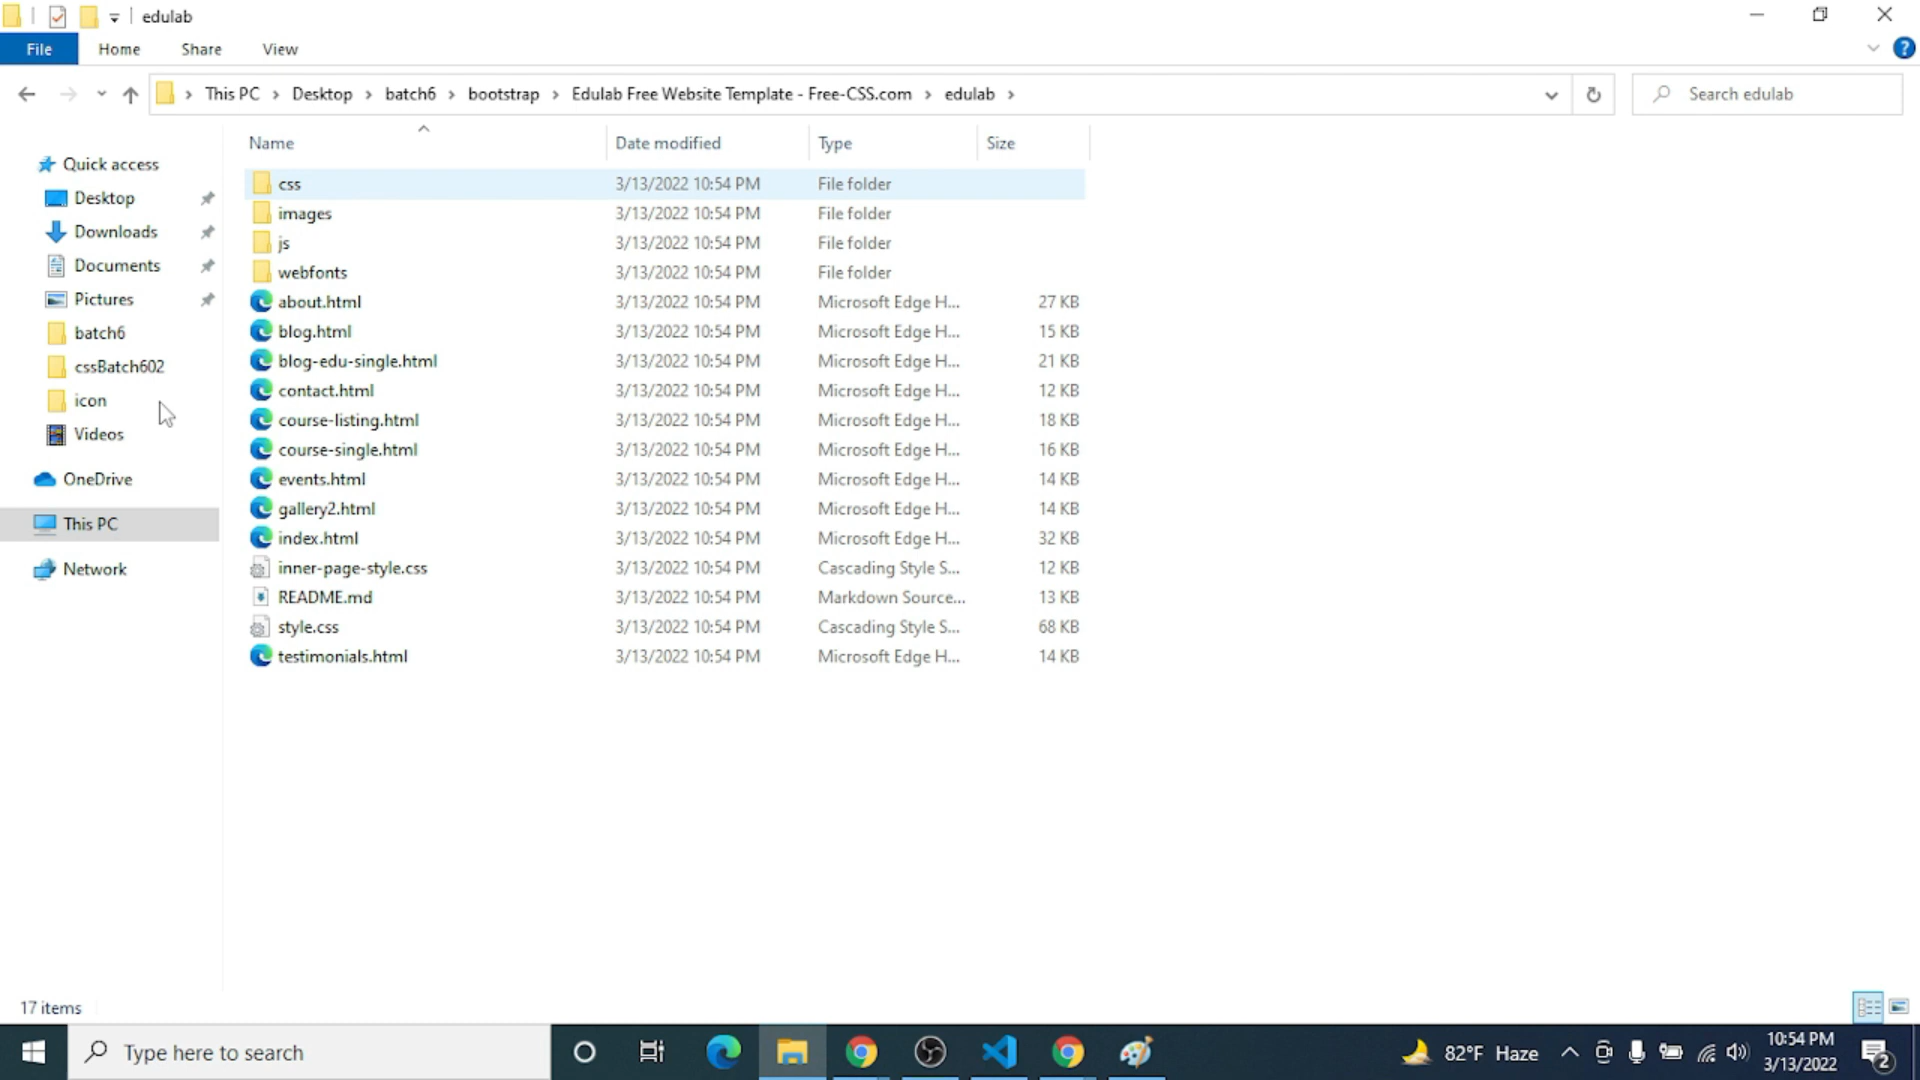 edulab
File Home Share View
This PC Desktop batch6 bootstrap Edulab Free Website Template - Free-CSS.com edulab
Search edulab
Name Date modified Type Size
Quick access
Desktop
Downloads
Documents
Pictures
batch6
cssBatch602
icon
Videos
OneDrive
This PC
Network
css 3/13/2022 10:54 PM File folder
images 3/13/2022 10:54 PM File folder
js 3/13/2022 10:54 PM File folder
webfonts 3/13/2022 10:54 PM File folder
about.html 3/13/2022 10:54 PM Microsoft Edge H... 27 KB
blog.html 3/13/2022 10:54 PM Microsoft Edge H... 15 KB
blog-edu-single.html 3/13/2022 10:54 PM Microsoft Edge H... 21 KB
contact.html 3/13/2022 10:54 PM Microsoft Edge H... 12 KB
course-listing.html 3/13/2022 10:54 PM Microsoft Edge H... 18 KB
course-single.html 3/13/2022 10:54 PM Microsoft Edge H... 16 KB
events.html 3/13/2022 10:54 PM Microsoft Edge H... 14 KB
gallery2.html 3/13/2022 10:54 PM Microsoft Edge H... 14 KB
index.html 3/13/2022 10:54 PM Microsoft Edge H... 32 KB
inner-page-style.css 3/13/2022 10:54 PM Cascading Style S... 12 KB
README.md 3/13/2022 10:54 PM Markdown Source... 13 KB
style.css 3/13/2022 10:54 PM Cascading Style S... 68 KB
testimonials.html 3/13/2022 10:54 PM Microsoft Edge H... 14 KB
17 items
Type here to search
82°F Haze
10:54 PM
3/13/2022
2